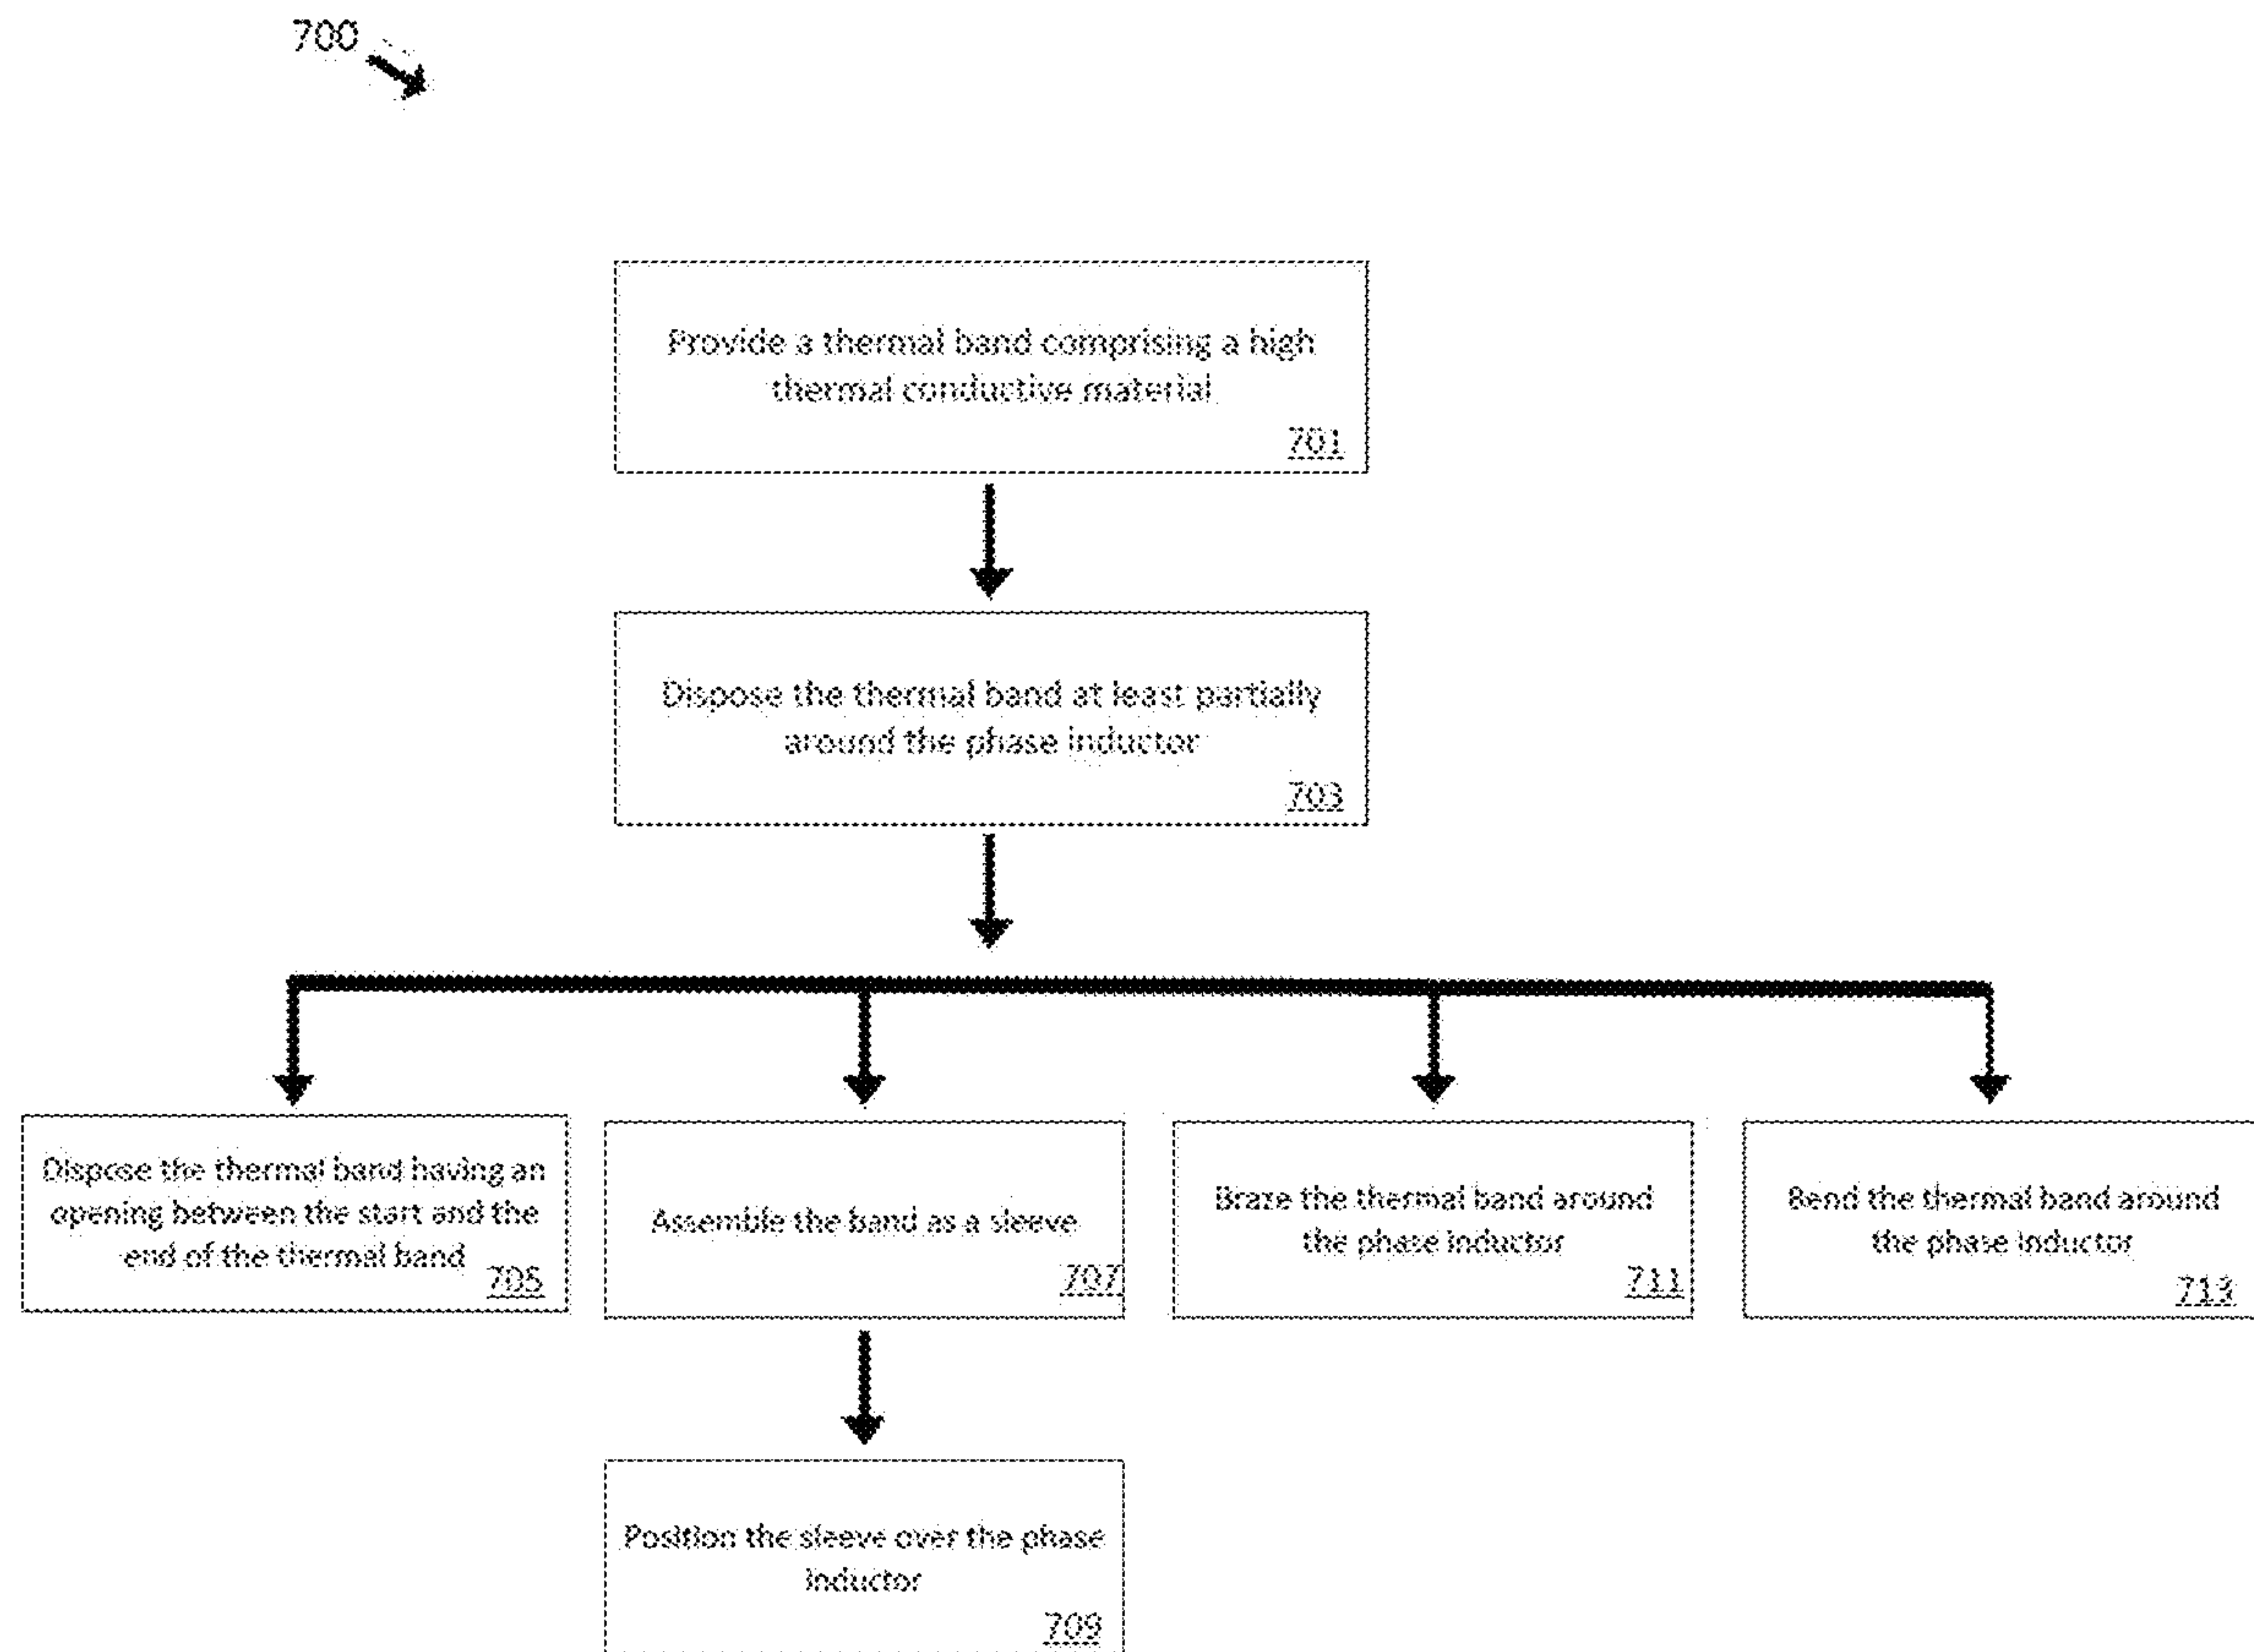 700
Provide a thermal band comprising a high
thermal conductive material
701
Dispose the thermal band at least partially
around the phase inductor
703
Dispose the thermal band having an
opening between the start and the
end of the thermal band
705
Assemble the band as a sleeve
707
Braze the thermal band around
the phase inductor
711
Bend the thermal band around
the phase inductor
713
Position the sleeve over the phase
inductor
709